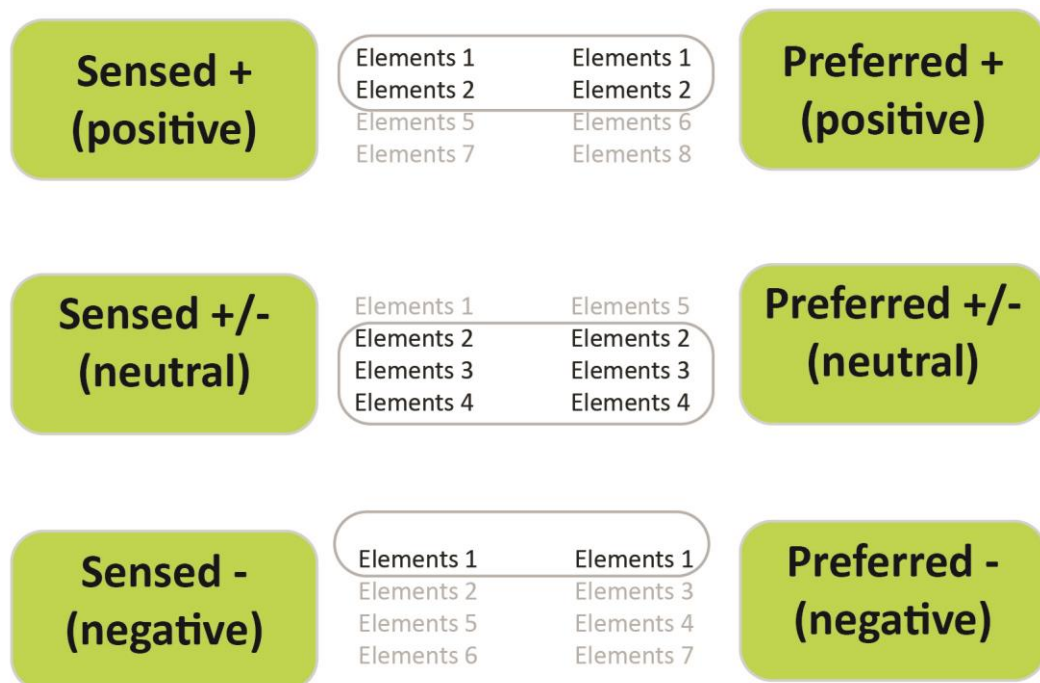 Sensed +
(positive)
Elements 1 Elements 1
Elements 2 Elements 2
Elements 5 Elements 6
Elements 7 Elements 8
Preferred +
(positive)
Sensed +/-
(neutral)
Elements 1 Elements 5
Elements 2 Elements 2
Elements 3 Elements 3
Elements 4 Elements 4
Preferred +/-
(neutral)
Sensed -
(negative)
Elements 1 Elements 1
Elements 2 Elements 3
Elements 5 Elements 4
Elements 6 Elements 7
Preferred -
(negative)